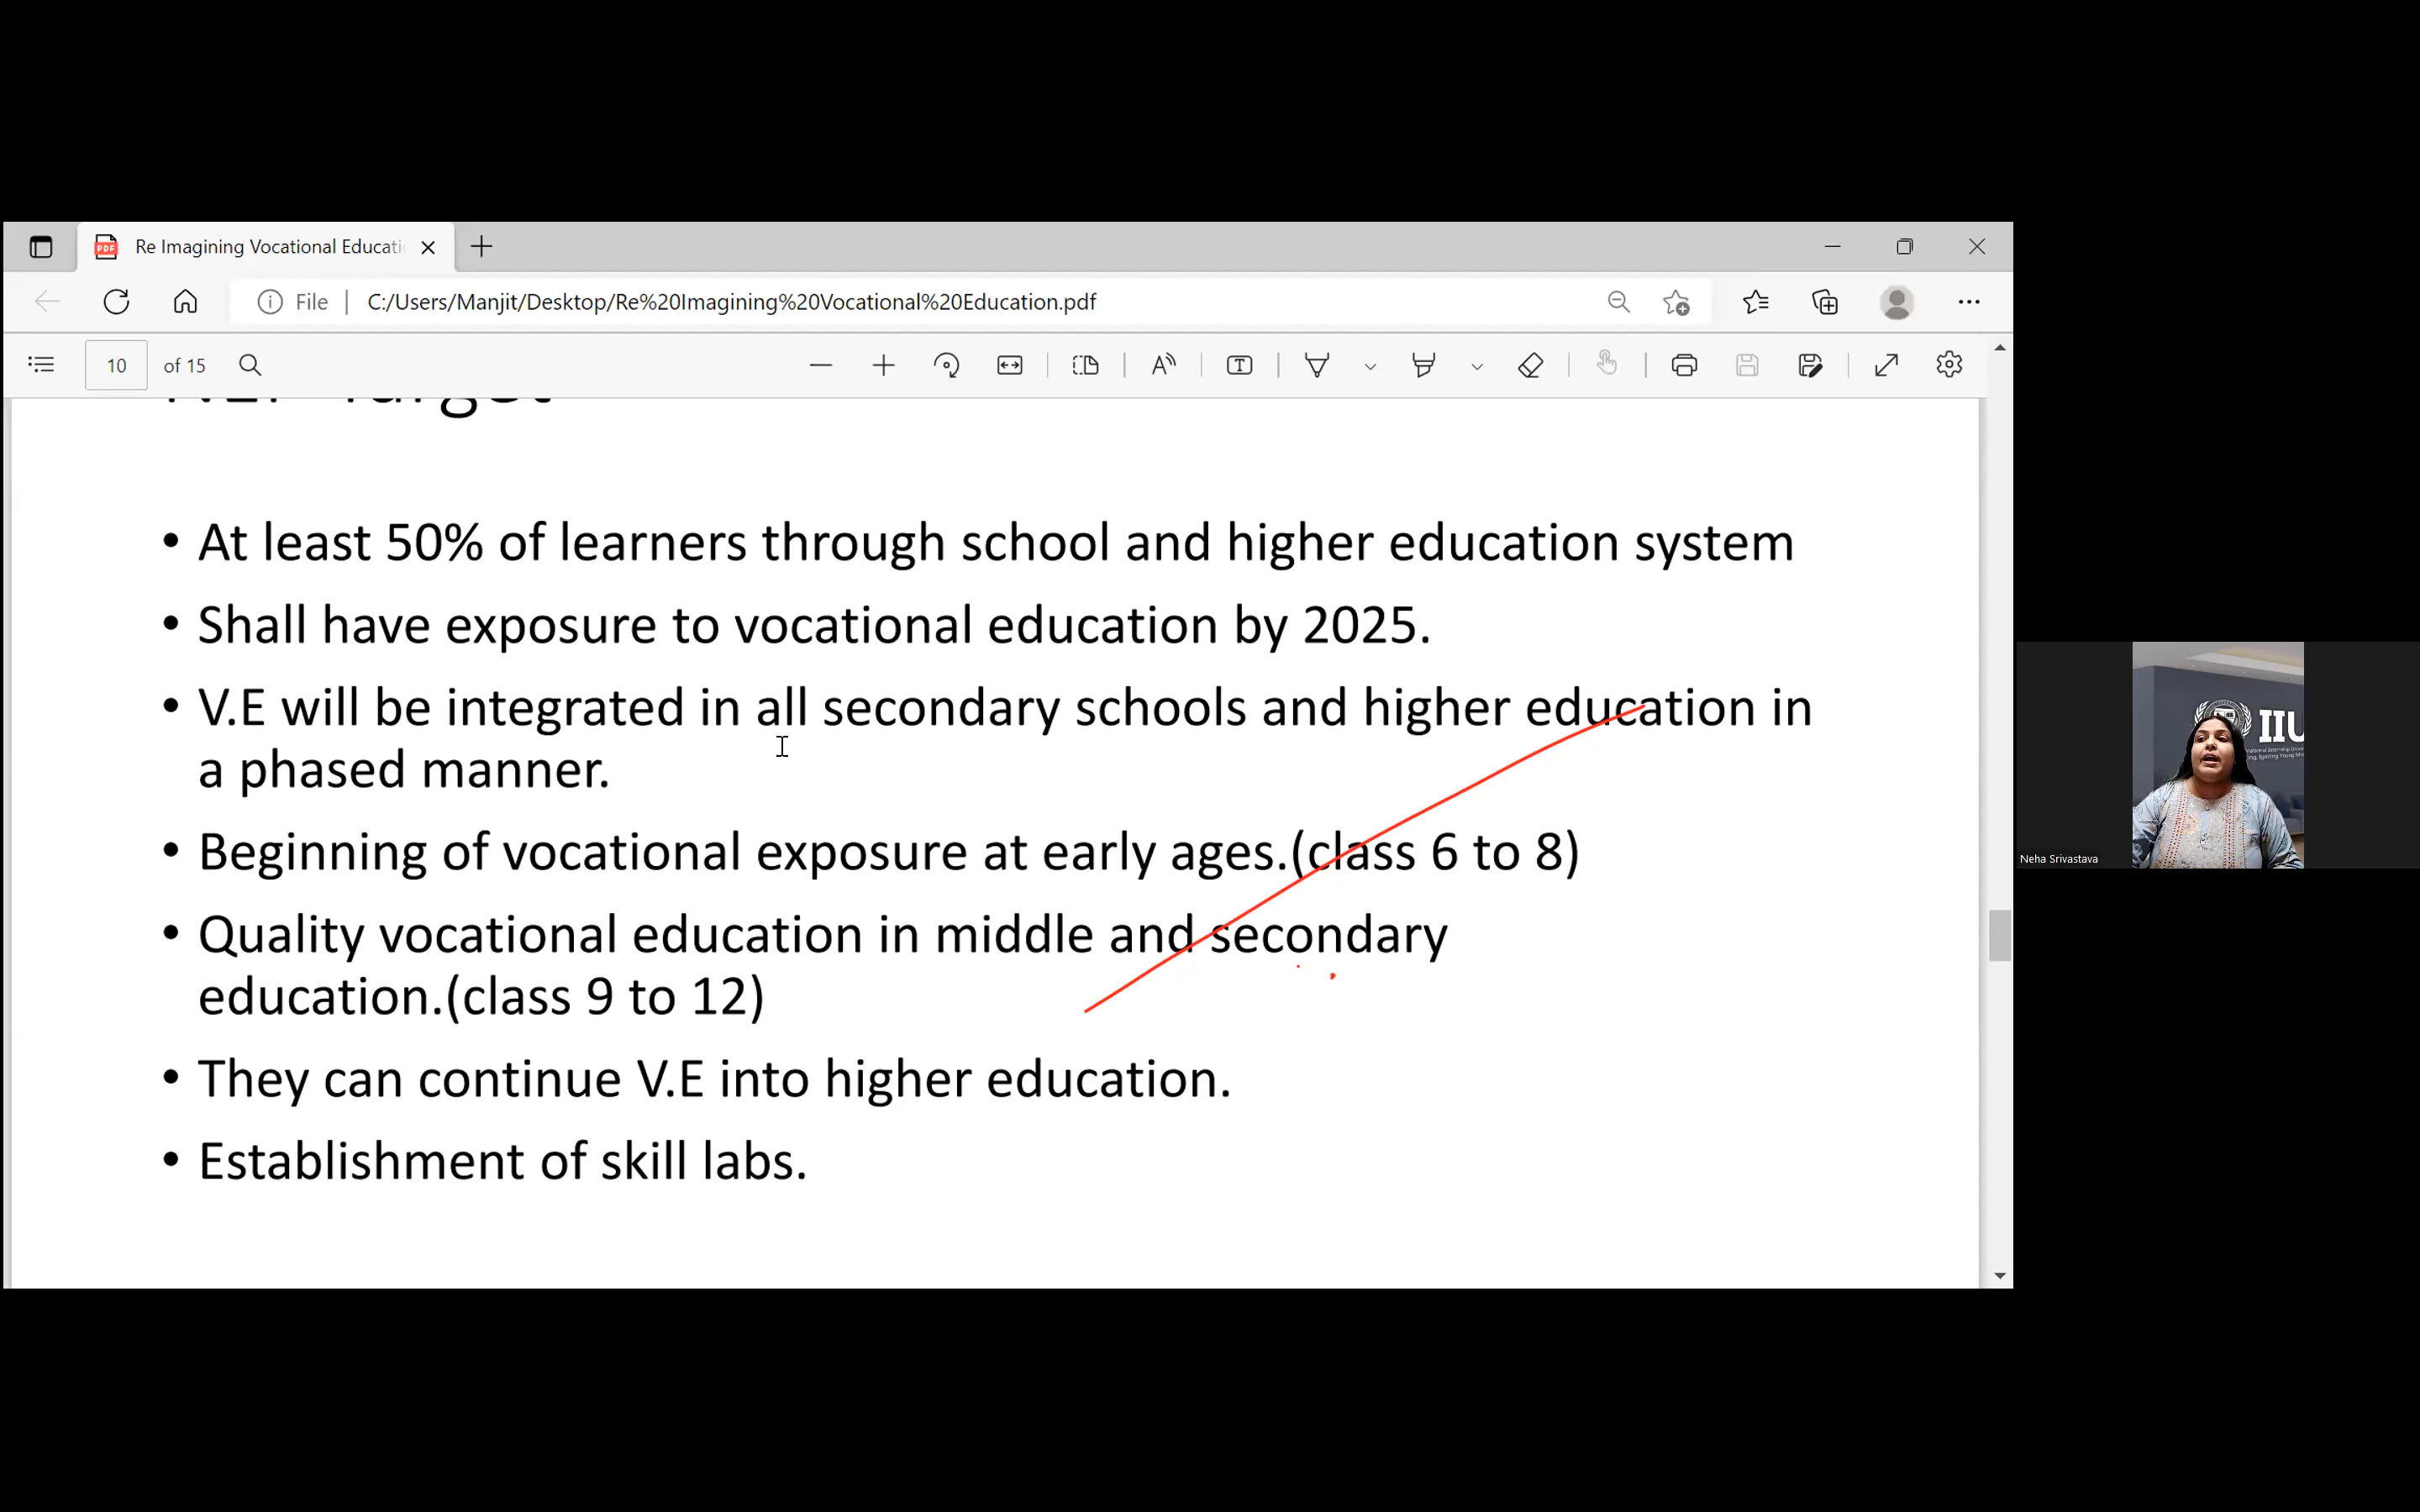 Re Imagining Vocational Educati
File
C:/Users/Manjit/Desktop/Re%20Imagining%20Vocational%20Education.pdf
10 of 15
Target
• At least 50% of learners through school and higher education system
• Shall have exposure to vocational education by 2025.
• V.E will be integrated in all secondary schools and higher education in
a phased manner.
• Beginning of vocational exposure at early ages.(class 6 to 8)
• Quality vocational education in middle and secondary
education.(class 9 to 12)
• They can continue V.E into higher education.
• Establishment of skill labs.
IIU
Neha Srivastava